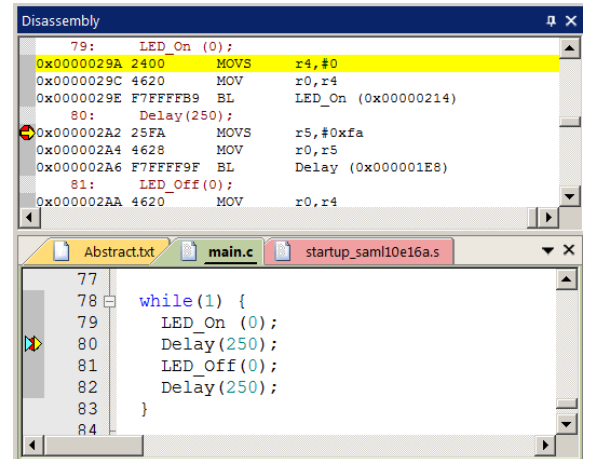 Disassembly
79: LED_On (0);
0x0000029A 2400 MOVS r4,#0
0x0000029C 4620 MOV r0,r4
0x0000029E F7FFFFB9 BL LED_On (0x00000214)
80: Delay(250);
0x000002A2 25FA MOVS r5,#0xfa
0x000002A4 4628 MOV r0,r5
0x000002A6 F7FFFF9F BL Delay (0x000001E8)
81: LED_Off(0);
0x000002AA 4620 MOV r0,r4
Abstract.txt main.c startup_saml10e16a.s
77
78 while(1) {
79 LED_On (0);
80 Delay(250);
81 LED_Off(0);
82 Delay(250);
83 }
84